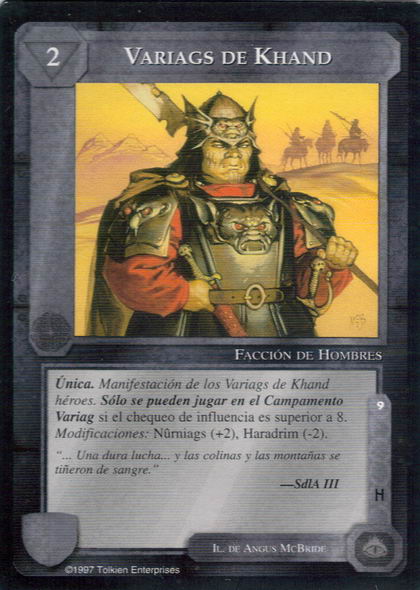 2
VARIAGS DE KHAND
FACCIÓN DE HOMBRES
Única. Manifestación de los Variags de Khand
héroes. Sólo se pueden jugar en el Campamento
Variag si el chequeo de influencia es superior a 8.
Modificaciones: Nûrniags (+2), Haradrim (-2).
"... Una dura lucha... y las colinas y las montañas se
tiñeron de sangre."
—SdlA III
9
H
IL. DE ANGUS MCBRIDE
©1997 Tolkien Enterprises